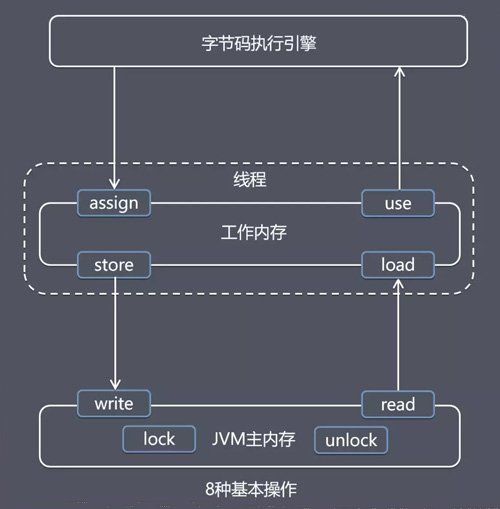 字节码执行引擎
线程
assign
use
工作内存
store
load
write
read
lock
JVM主内存
unlock
8种基本操作